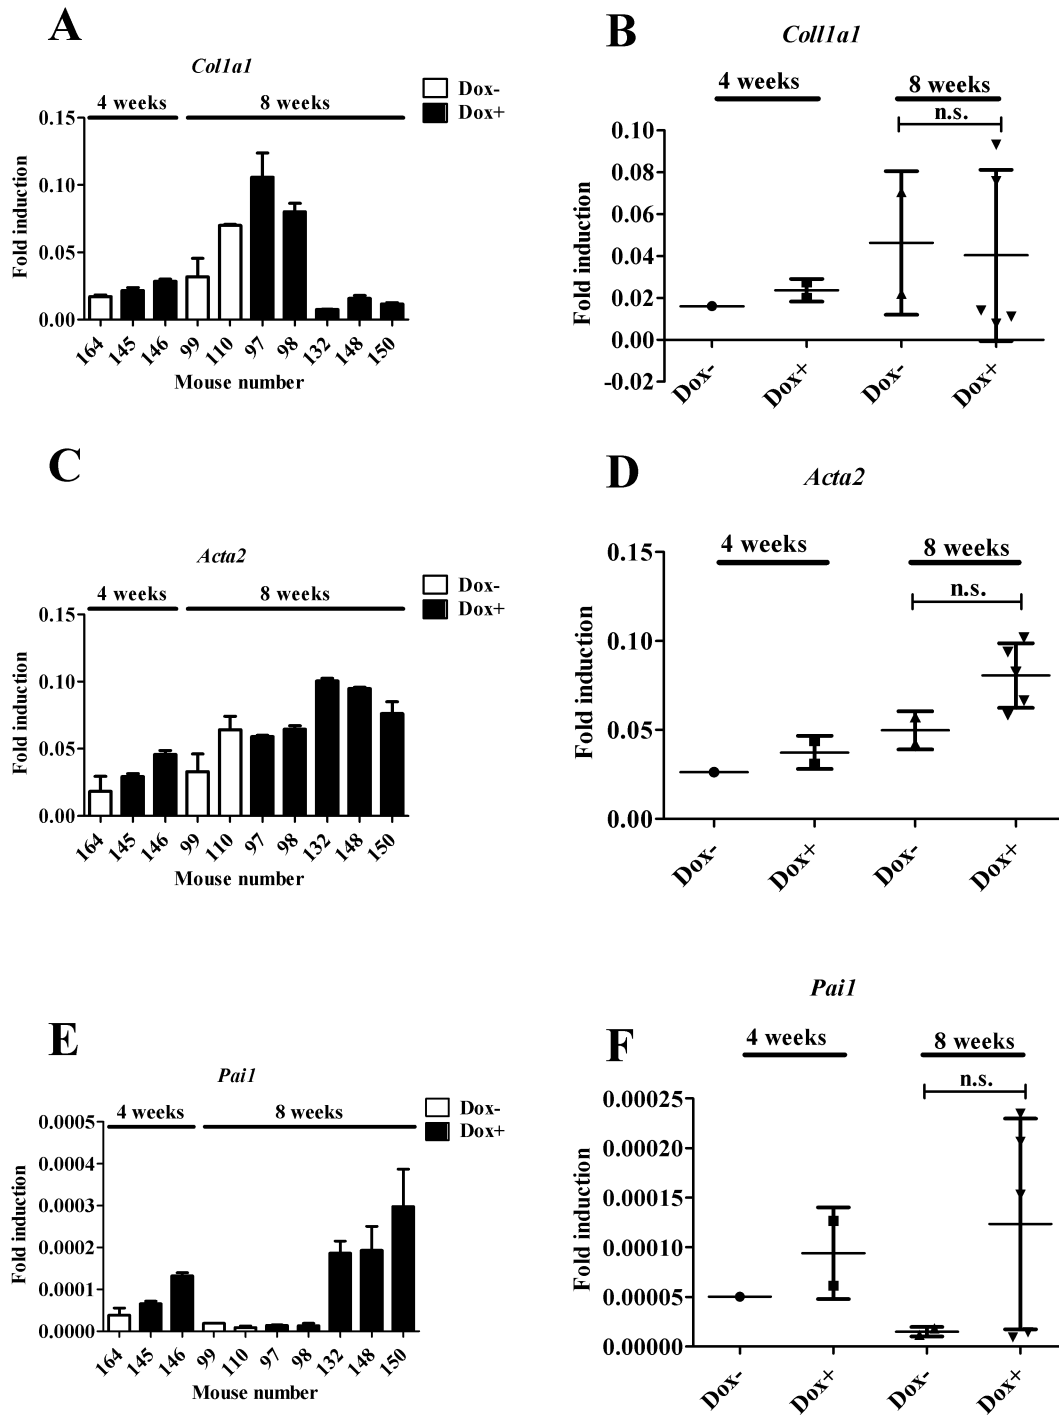 A
Col1a1
4 weeks 8 weeks
Dox-
Dox+
Fold induction
0.15
0.10
0.05
0.00
164 145 146 99 110 97 98 132 148 150
Mouse number
B
Coll1a1
4 weeks
8 weeks
n.s.
Fold induction
0.10
0.08
0.06
0.04
0.02
0.00
-0.02
Dox- Dox+ Dox- Dox+
C
Acta2
4 weeks 8 weeks
Dox-
Dox+
Fold induction
0.15
0.10
0.05
0.00
164 145 146 99 110 97 98 132 148 150
Mouse number
D
Acta2
4 weeks 8 weeks
n.s.
Fold induction
0.15
0.10
0.05
0.00
Dox- Dox+ Dox- Dox+
E
Pai1
4 weeks 8 weeks
Dox-
Dox+
Fold induction
0.0005
0.0004
0.0003
0.0002
0.0001
0.0000
164 145 146 99 110 97 98 132 148 150
Mouse number
F
Pai1
4 weeks 8 weeks
n.s.
Fold induction
0.00025
0.00020
0.00015
0.00010
0.00005
0.00000
Dox- Dox+ Dox- Dox+